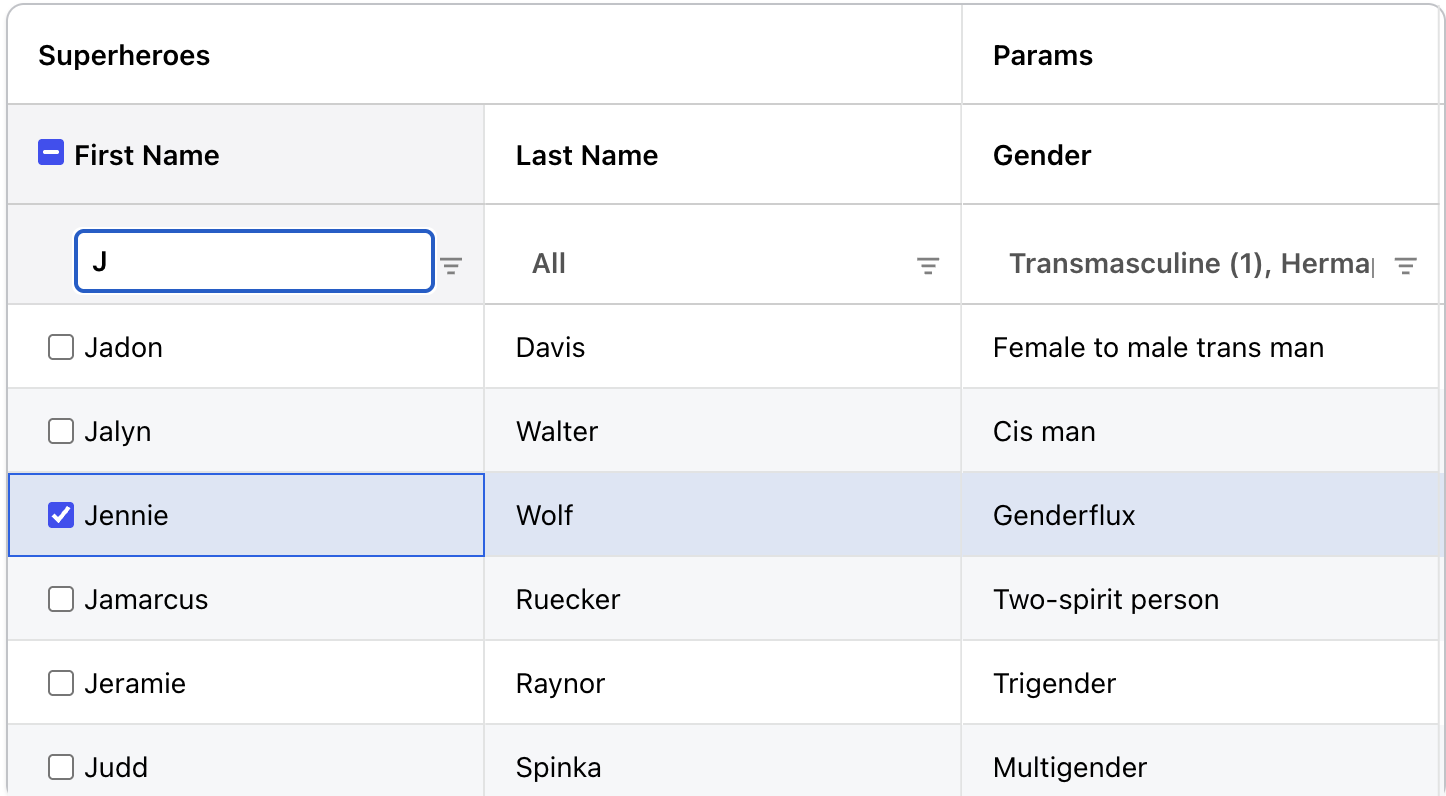 Superheroes Params
First Name Last Name Gender
J All Transmasculine (1), Herma
Jadon Davis Female to male trans man
Jalyn Walter Cis man
Jennie Wolf Genderflux
Jamarcus Ruecker Two-spirit person
Jeramie Raynor Trigender
Judd Spinka Multigender